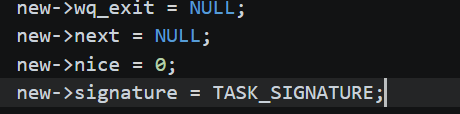 new->wq_exit = NULL;
new->next = NULL;
new->nice = 0;
new->signature = TASK_SIGNATURE;